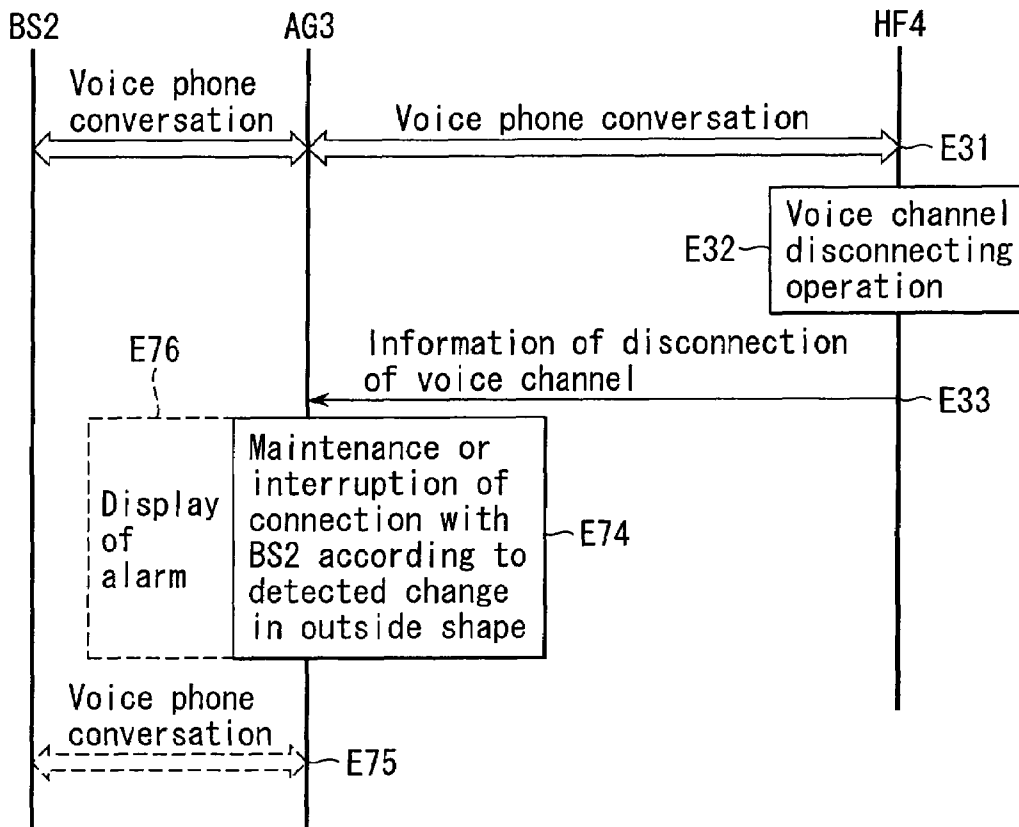 BS2
AG3
HF4
Voice phone
conversation
Voice phone conversation
E31
Voice channel
disconnecting
operation
E32
Information of disconnection
of voice channel
E33
E76
Display
of
alarm
Maintenance or
interruption of
connection with
BS2 according to
detected change
in outside shape
E74
Voice phone
conversation
E75